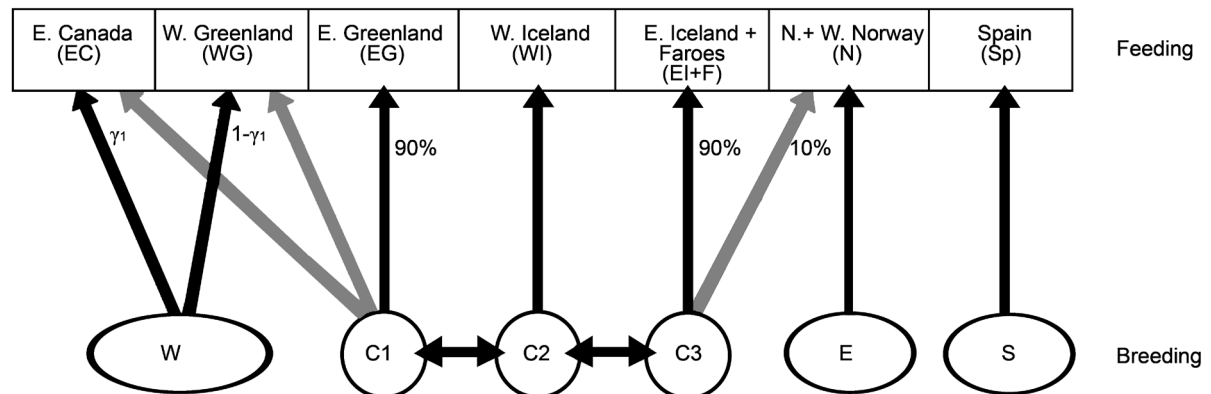 E. Canada
(EC)
W. Greenland
(WG)
E. Greenland
(EG)
W. Iceland
(WI)
E. Iceland +
Faroes
(EI+F)
N.+ W. Norway
(N)
Spain
(Sp)
Feeding
γ1
1-γ1
90%
90%
10%
W
C1
C2
C3
E
S
Breeding